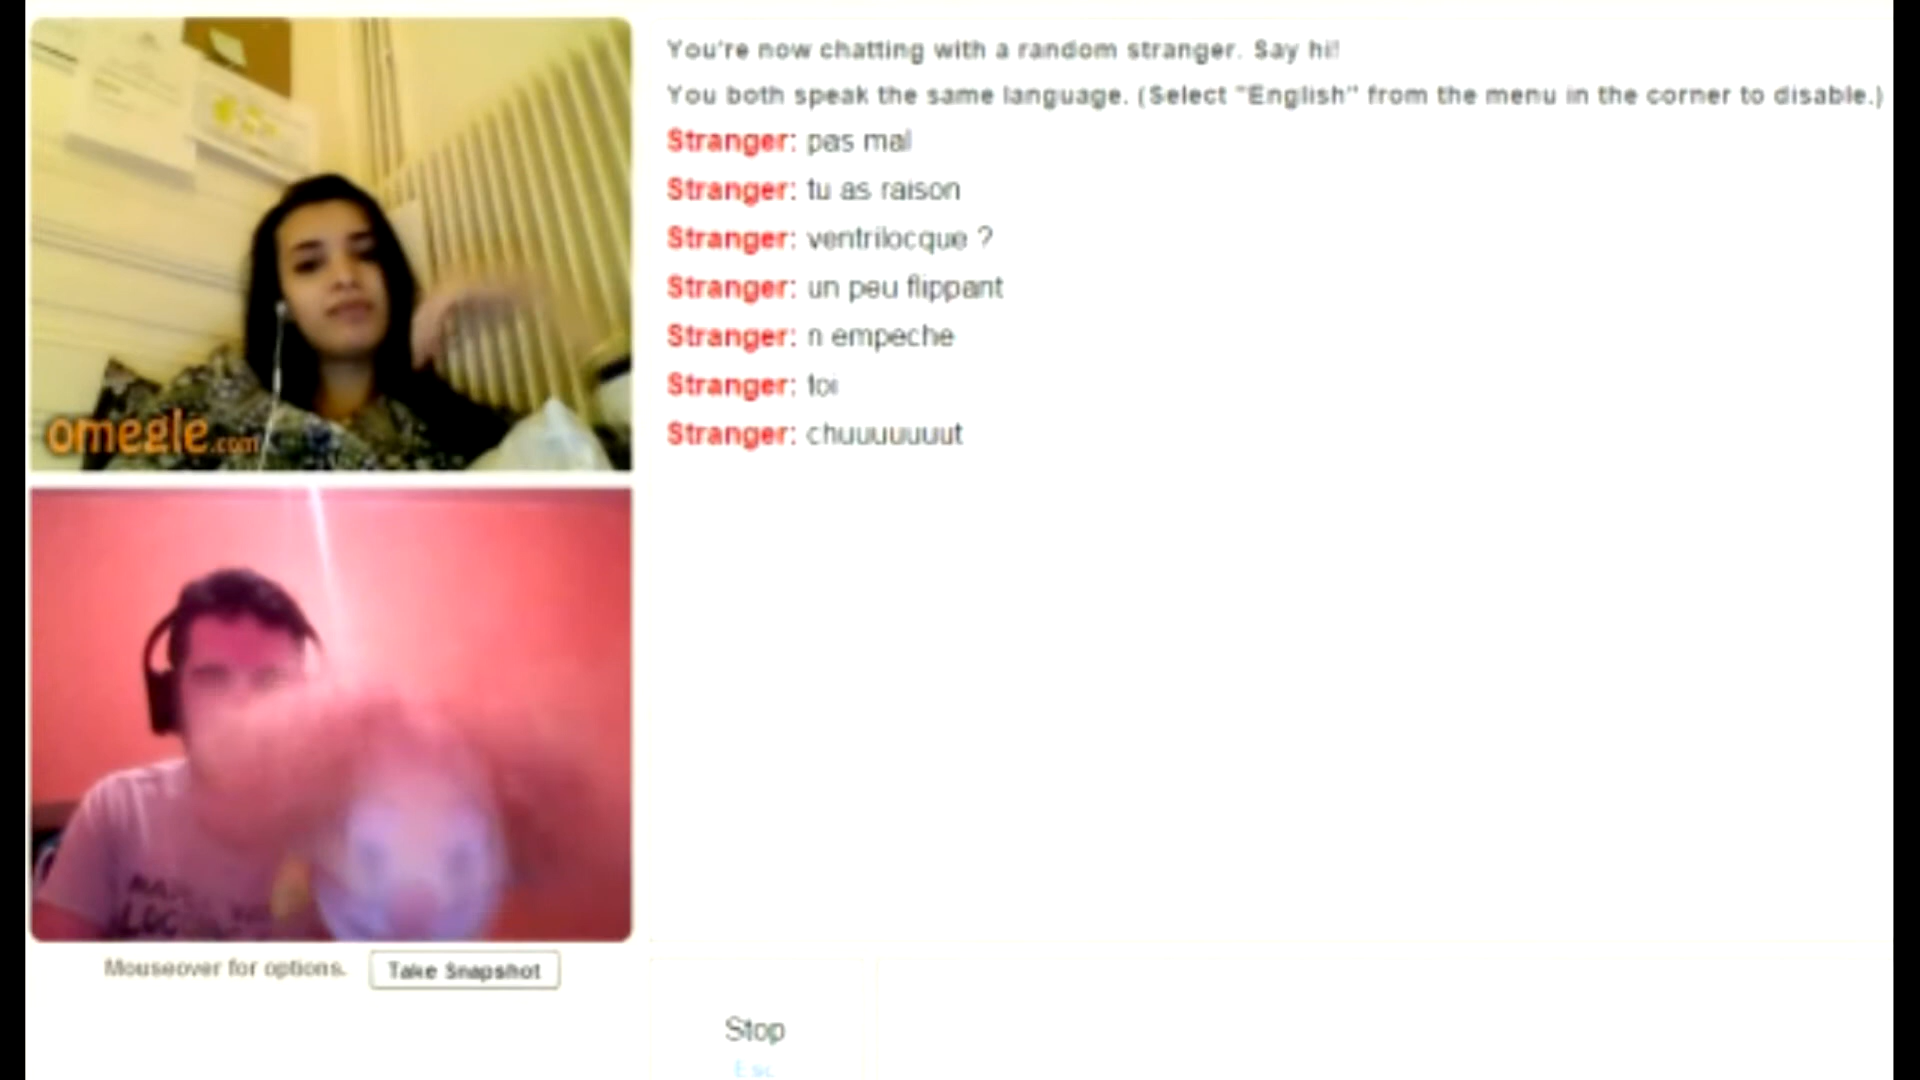 You're now chatting with a random stranger. Say hi!
You both speak the same language. (Select "English" from the menu in the corner to disable.)
Stranger: pas mal
Stranger: tu as raison
Stranger: ventrilocque ?
Stranger: un peu flippant
Stranger: n empeche
Stranger: toi
Stranger: chuuuuuuut
omegle.com
Mouseover for options.
Take Snapshot
Stop
Esc